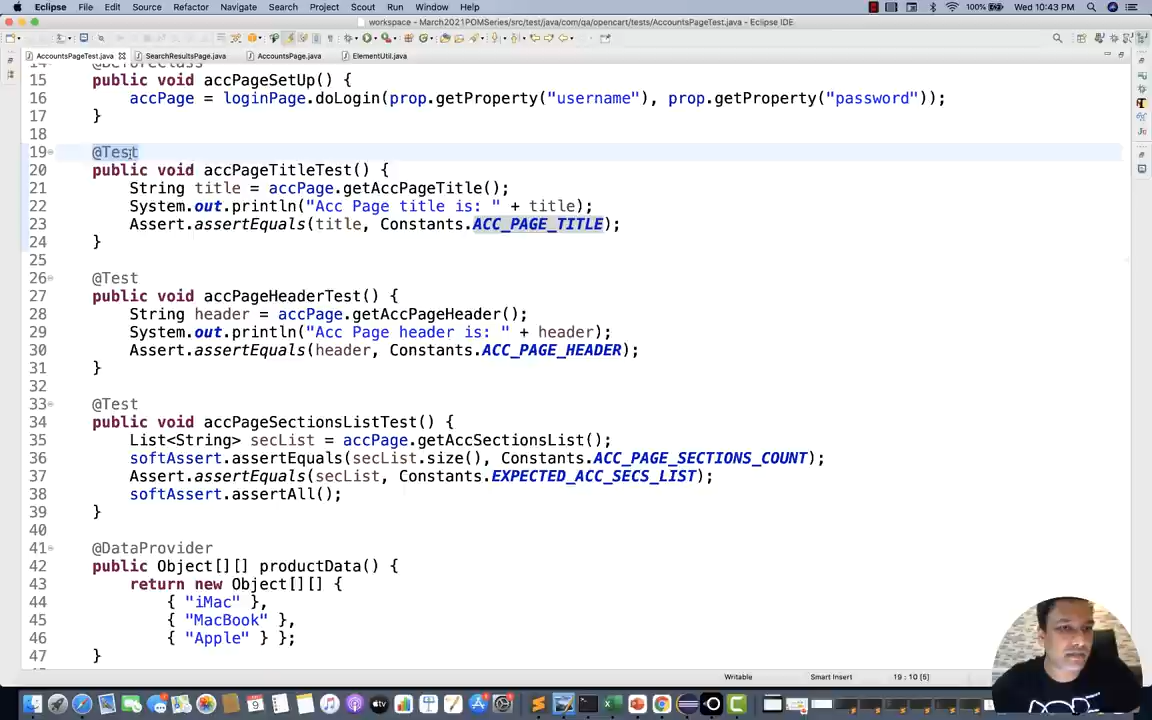 Eclipse File Edit Source Refactor Navigate Search Project Scout Run Window Help 100% Wed 10:43 PM
workspace - March2021POMSeries/src/test/java/com/qa/opencart/tests/AccountsPageTest.java - Eclipse IDE
AccountsPageTest.java SearchResultsPage.java AccountsPage.java ElementUtil.java
14 @BeforeClass
15 public void accPageSetUp() {
16 accPage = loginPage.doLogin(prop.getProperty("username"), prop.getProperty("password"));
17 }
18
19 @Test
20 public void accPageTitleTest() {
21 String title = accPage.getAccPageTitle();
22 System.out.println("Acc Page title is: " + title);
23 Assert.assertEquals(title, Constants.ACC_PAGE_TITLE);
24 }
25
26 @Test
27 public void accPageHeaderTest() {
28 String header = accPage.getAccPageHeader();
29 System.out.println("Acc Page header is: " + header);
30 Assert.assertEquals(header, Constants.ACC_PAGE_HEADER);
31 }
32
33 @Test
34 public void accPageSectionsListTest() {
35 List<String> secList = accPage.getAccSectionsList();
36 softAssert.assertEquals(secList.size(), Constants.ACC_PAGE_SECTIONS_COUNT);
37 Assert.assertEquals(secList, Constants.EXPECTED_ACC_SECS_LIST);
38 softAssert.assertAll();
39 }
40
41 @DataProvider
42 public Object[][] productData() {
43 return new Object[][] {
44 { "iMac" },
45 { "MacBook" },
46 { "Apple" } };
47 }
Writable Smart Insert 19 : 10 [5]